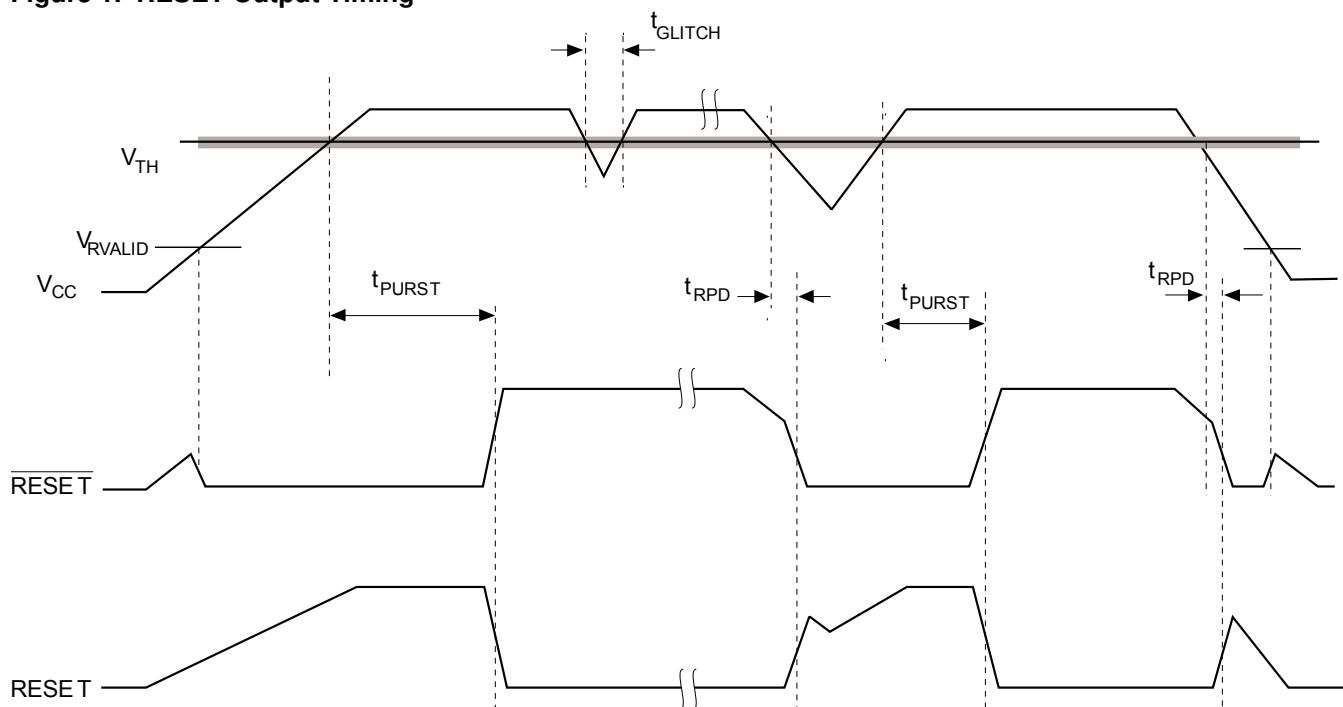 Figure 1. RESET Output Timing
tGLITCH
VTH
VRVALID
VCC
tPURST
tRPD
tPURST
tRPD
RESET
RESET